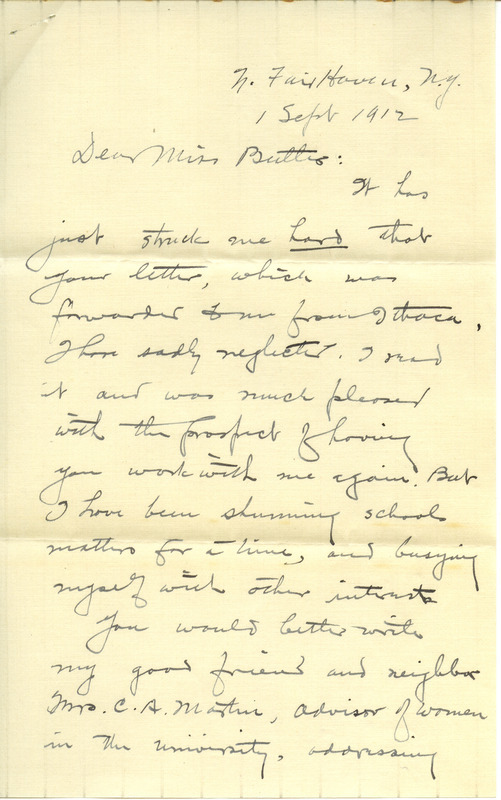 N. Fair Haven, N.Y.
1 Sept 1912
Dear Miss Butts:
It has
just struck me hard that
your letter, which was
forwarded to me from Ithaca,
I have sadly neglected. I read
it and was much pleased
with the prospect of having
you work with me again. But
I have been shunning school
matters for a time, and busying
myself with other interests
You would better write
my good friend and neighbor
Mrs. C. A. Martin, advisor of women
in the university, addressing